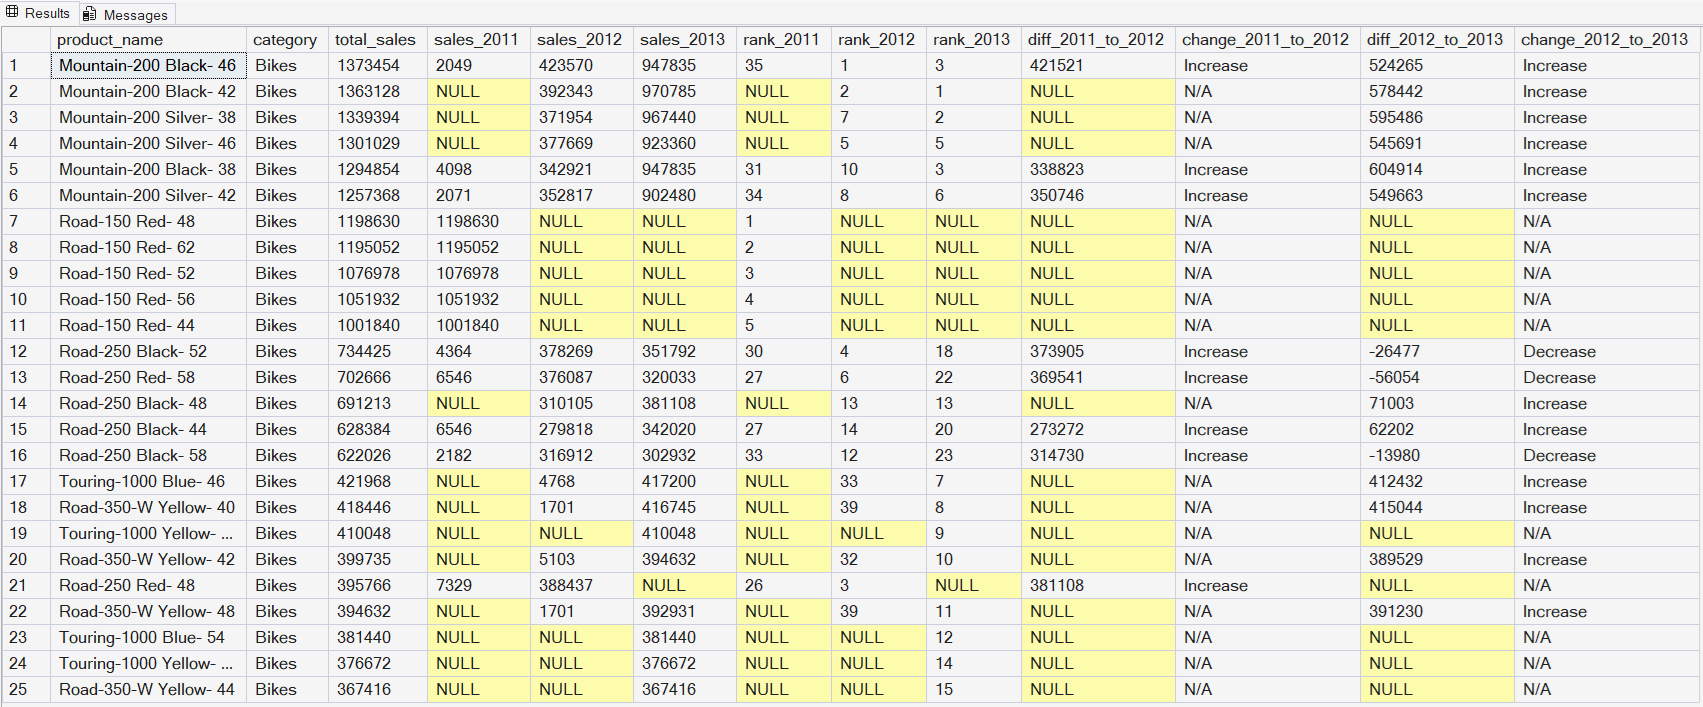 Results Messages
product_name category total_sales sales_2011 sales_2012 sales_2013 rank_2011 rank_2012 rank_2013 diff_2011_to_2012 change_2011_to_2012 diff_2012_to_2013 change_2012_to_2013
1 Mountain-200 Black- 46 Bikes 1373454 2049 423570 947835 35 1 3 421521 Increase 524265 Increase
2 Mountain-200 Black- 42 Bikes 1363128 NULL 392343 970785 NULL 2 1 NULL N/A 578442 Increase
3 Mountain-200 Silver- 38 Bikes 1339394 NULL 371954 967440 NULL 7 2 NULL N/A 595486 Increase
4 Mountain-200 Silver- 46 Bikes 1301029 NULL 377669 923360 NULL 5 5 NULL N/A 545691 Increase
5 Mountain-200 Black- 38 Bikes 1294854 4098 342921 947835 31 10 3 338823 Increase 604914 Increase
6 Mountain-200 Silver- 42 Bikes 1257368 2071 352817 902480 34 8 6 350746 Increase 549663 Increase
7 Road-150 Red- 48 Bikes 1198630 1198630 NULL NULL 1 NULL NULL NULL N/A NULL N/A
8 Road-150 Red- 62 Bikes 1195052 1195052 NULL NULL 2 NULL NULL NULL N/A NULL N/A
9 Road-150 Red- 52 Bikes 1076978 1076978 NULL NULL 3 NULL NULL NULL N/A NULL N/A
10 Road-150 Red- 56 Bikes 1051932 1051932 NULL NULL 4 NULL NULL NULL N/A NULL N/A
11 Road-150 Red- 44 Bikes 1001840 1001840 NULL NULL 5 NULL NULL NULL N/A NULL N/A
12 Road-250 Black- 52 Bikes 734425 4364 378269 351792 30 4 18 373905 Increase -26477 Decrease
13 Road-250 Red- 58 Bikes 702666 6546 376087 320033 27 6 22 369541 Increase -56054 Decrease
14 Road-250 Black- 48 Bikes 691213 NULL 310105 381108 NULL 13 13 NULL N/A 71003 Increase
15 Road-250 Black- 44 Bikes 628384 6546 279818 342020 27 14 20 273272 Increase 62202 Increase
16 Road-250 Black- 58 Bikes 622026 2182 316912 302932 33 12 23 314730 Increase -13980 Decrease
17 Touring-1000 Blue- 46 Bikes 421968 NULL 4768 417200 NULL 33 7 NULL N/A 412432 Increase
18 Road-350-W Yellow- 40 Bikes 418446 NULL 1701 416745 NULL 39 8 NULL N/A 415044 Increase
19 Touring-1000 Yellow- ... Bikes 410048 NULL NULL 410048 NULL NULL 9 NULL N/A NULL N/A
20 Road-350-W Yellow- 42 Bikes 399735 NULL 5103 394632 NULL 32 10 NULL N/A 389529 Increase
21 Road-250 Red- 48 Bikes 395766 7329 388437 NULL 26 3 NULL 381108 Increase NULL N/A
22 Road-350-W Yellow- 48 Bikes 394632 NULL 1701 392931 NULL 39 11 NULL N/A 391230 Increase
23 Touring-1000 Blue- 54 Bikes 381440 NULL NULL 381440 NULL NULL 12 NULL N/A NULL N/A
24 Touring-1000 Yellow- ... Bikes 376672 NULL NULL 376672 NULL NULL 14 NULL N/A NULL N/A
25 Road-350-W Yellow- 44 Bikes 367416 NULL NULL 367416 NULL NULL 15 NULL N/A NULL N/A